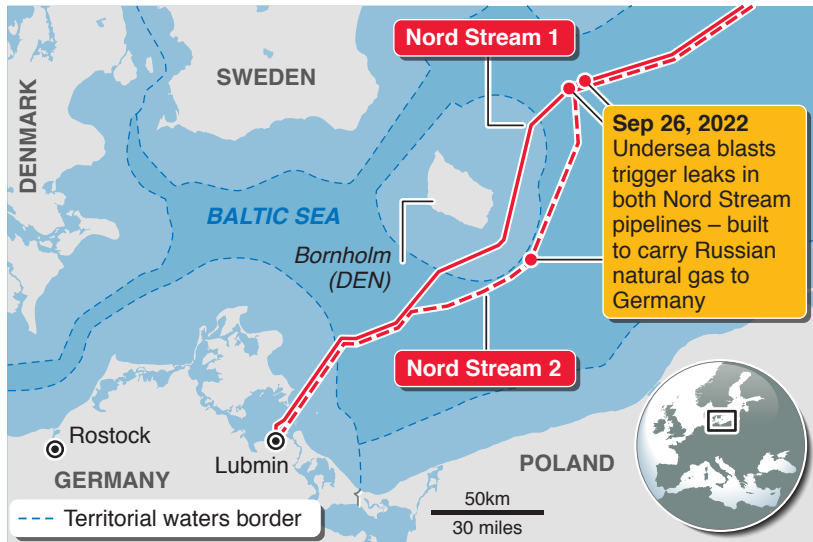 Nord Stream 1
SWEDEN
DENMARK
Sep 26, 2022
Undersea blasts
trigger leaks in
both Nord Stream
pipelines – built
to carry Russian
natural gas to
Germany
BALTIC SEA
Bornholm
(DEN)
Nord Stream 2
Rostock
Lubmin
GERMANY
POLAND
50km
30 miles
Territorial waters border